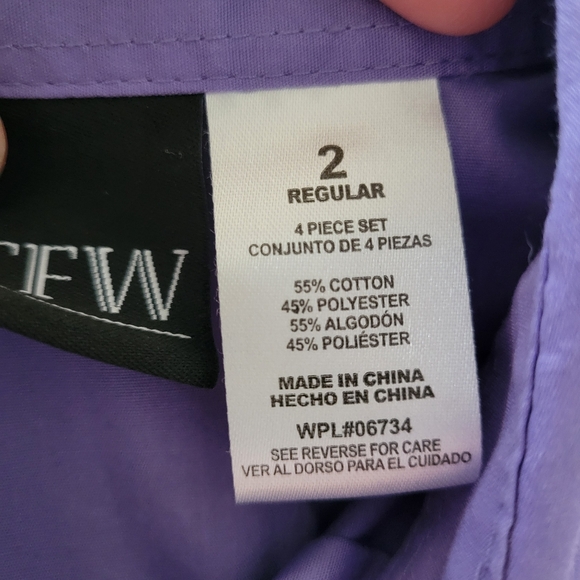 2
REGULAR
4 PIECE SET
CONJUNTO DE 4 PIEZAS
55% COTTON
45% POLYESTER
55% ALGODÓN
45% POLIÉSTER
MADE IN CHINA
HECHO EN CHINA
WPL#06734
SEE REVERSE FOR CARE
VER AL DORSO PARA EL CUIDADO